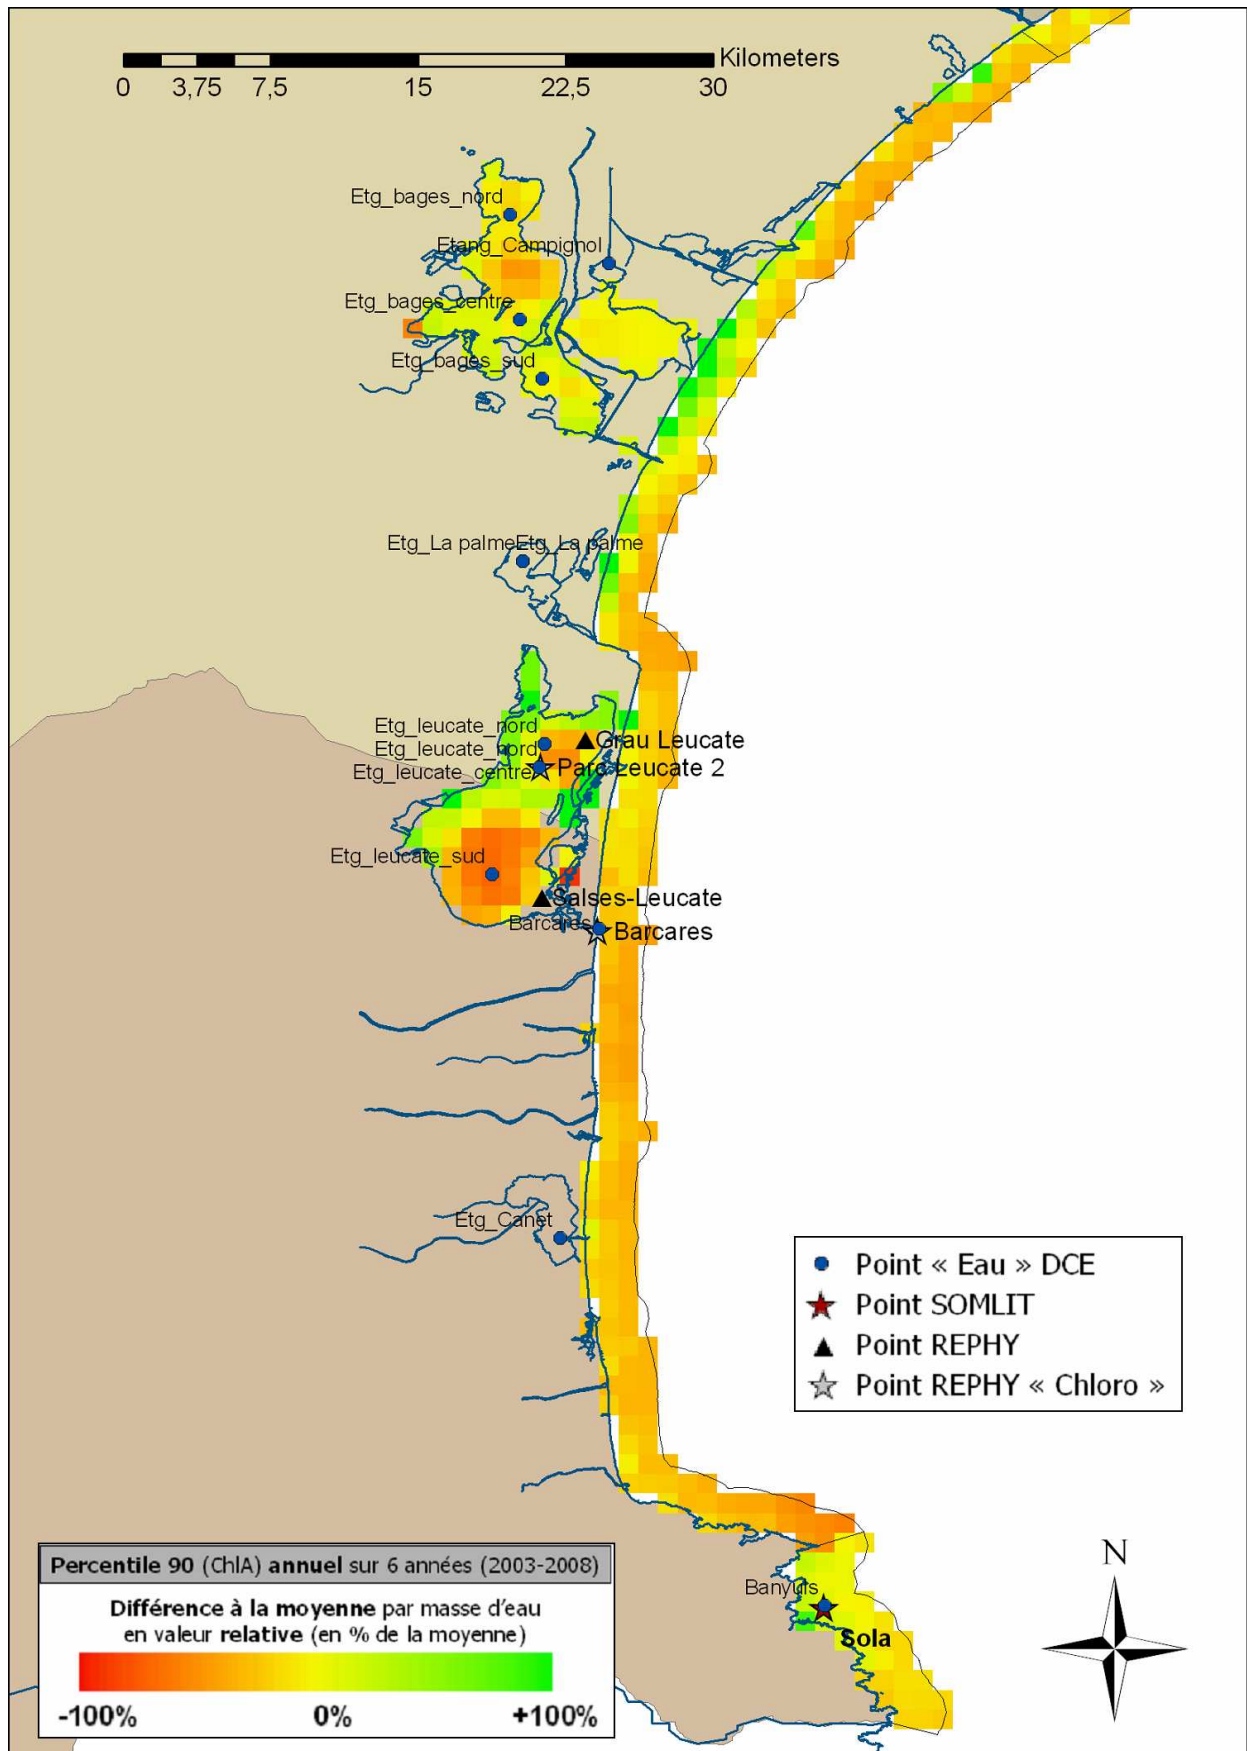 Kilometers
0 3,75 7,5 15 22,5 30
Etg_bages_nord
Etang_Campignol
Etg_bages_centre
Etg_bages_sud
Etg_La palme Etg_La palme
Etg_leucate_nord
Grau Leucate
Etg_leucate_nord
Etg_leucate_centre
Parc Leucate 2
Etg_leucate_sud
Salses-Leucate
Barcares
Barcares
Etg_Canet
Point « Eau » DCE
Point SOMLIT
Point REPHY
Point REPHY « Chloro »
N
Banyuls
Sola
Percentile 90 (ChlA) annuel sur 6 années (2003-2008)
Différence à la moyenne par masse d'eau
en valeur relative (en % de la moyenne)
-100% 0% +100%